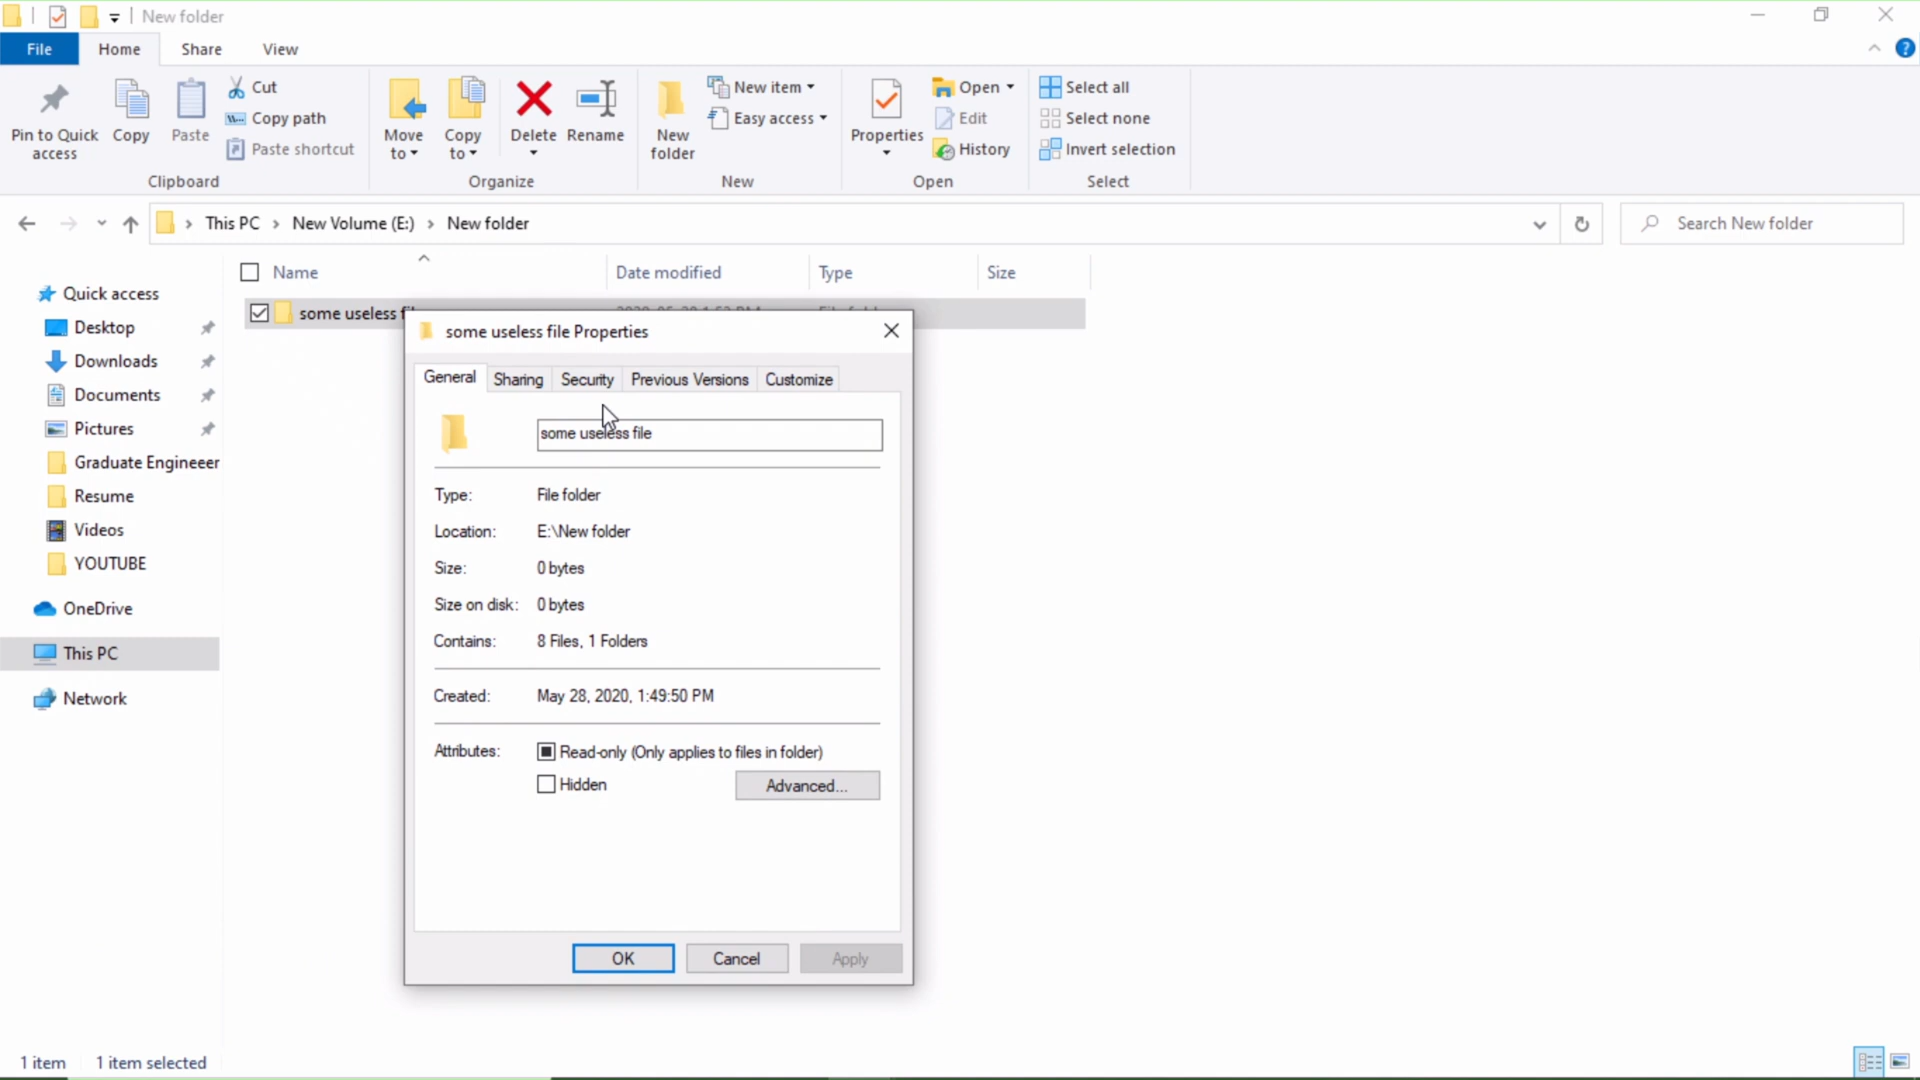 New folder
File Home Share View
Pin to Quick access
Copy
Paste
Cut
Copy path
Paste shortcut
Clipboard
Move to
Copy to
Delete
Rename
Organize
New folder
New item
Easy access
New
Properties
Open
Edit
History
Open
Select all
Select none
Invert selection
Select
This PC › New Volume (E:) › New folder
Search New folder
Name Date modified Type Size
some useless
Quick access
Desktop
Downloads
Documents
Pictures
Graduate Engineeer
Resume
Videos
YOUTUBE
OneDrive
This PC
Network
some useless file Properties
General Sharing Security Previous Versions Customize
some useless file
Type: File folder
Location: E:\New folder
Size: 0 bytes
Size on disk: 0 bytes
Contains: 8 Files, 1 Folders
Created: May 28, 2020, 1:49:50 PM
Attributes: Read-only (Only applies to files in folder)
Hidden Advanced...
OK Cancel Apply
1 item 1 item selected